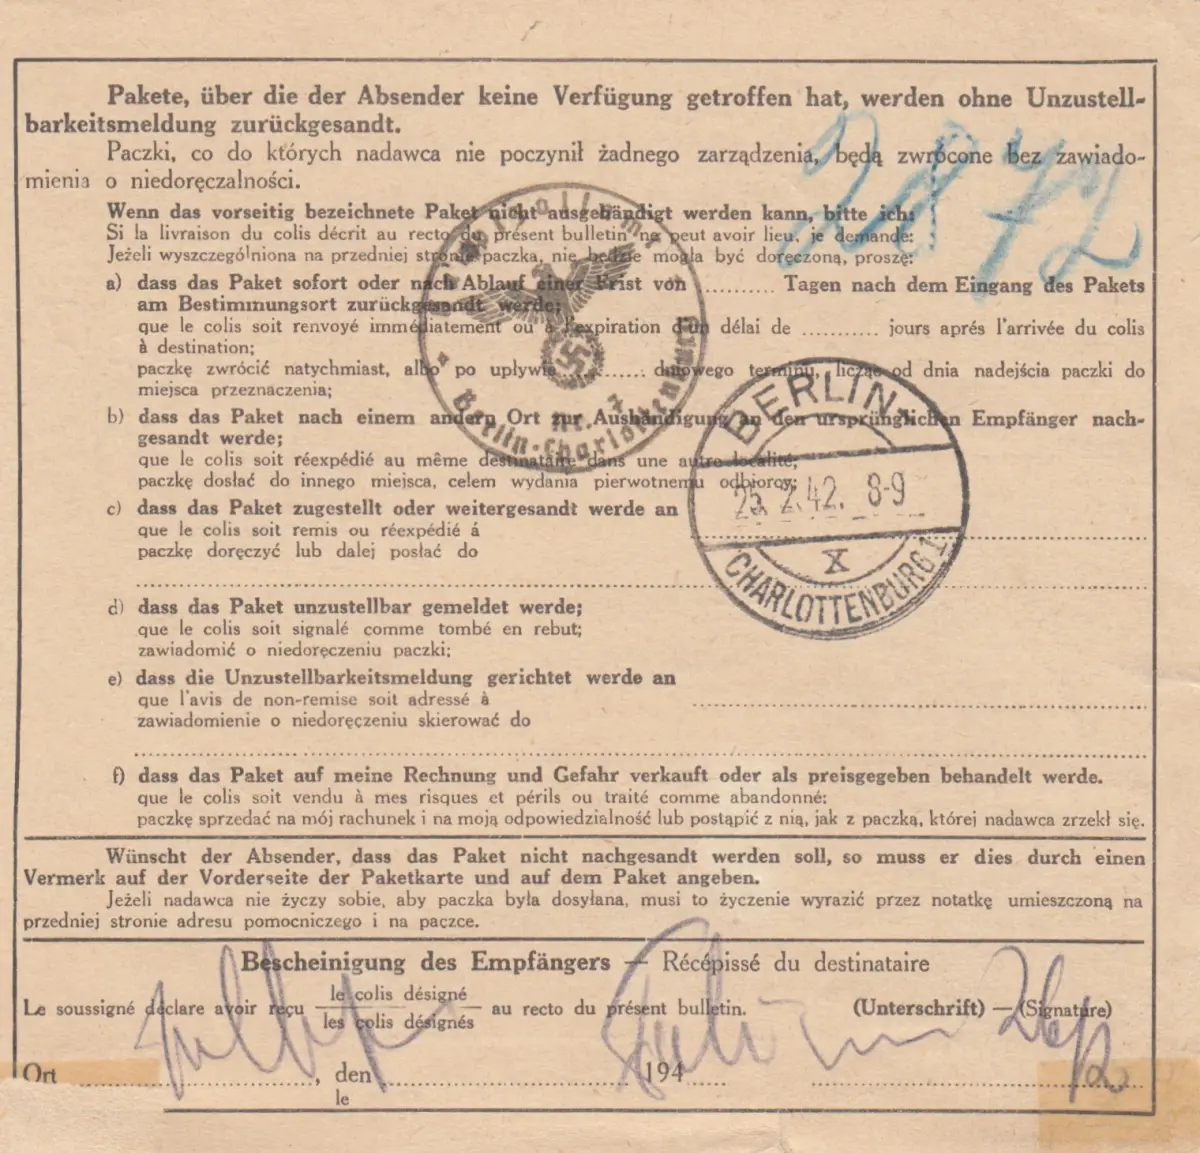 Pakete, über die der Absender keine Verfügung getroffen hat, werden ohne Unzustell-
barkeitsmeldung zurückgesandt.
Paczki, co do których nadawca nie poczynił żadnego zarządzenia, będą zwrócone bez zawiado-
mienia o niedoręczalności.
2872
Wenn das vorseitig bezeichnete Paket nicht ausgehändigt werden kann, bitte ich:
Si la livraison du colis décrit au recto du présent bulletin ne peut avoir lieu, je demande:
Jeżeli wyszczególniona na przedniej stronie paczka, nie będzie mogła być doręczoną, proszę:
a) dass das Paket sofort oder nach Ablauf einer Frist von .......... Tagen nach dem Eingang des Pakets
am Bestimmungsort zurückgesandt werde;
que le colis soit renvoyé immédiatement ou à l'expiration d'un délai de .......... jours aprés l'arrivée du colis
à destination;
paczkę zwrócić natychmiast, albo po upływie .......... dniowego terminu, licząc od dnia nadejścia paczki do
miejsca przeznaczenia;
b) dass das Paket nach einem andern Ort zur Aushändigung an den ursprünglichen Empfänger nach-
gesandt werde;
que le colis soit réexpédié au même destinataire dans une autre localité;
paczkę dosłać do innego miejsca, celem wydania pierwotnemu odbiorcy;
c) dass das Paket zugestellt oder weitergesandt werde an
que le colis soit remis ou réexpédié á
paczkę doręczyć lub dalej posłać do
d) dass das Paket unzustellbar gemeldet werde;
que le colis soit signalé comme tombé en rebut;
zawiadomić o niedoręczeniu paczki;
e) dass die Unzustellbarkeitsmeldung gerichtet werde an
que l'avis de non-remise soit adressé à
zawiadomienie o niedoręczeniu skierować do
f) dass das Paket auf meine Rechnung und Gefahr verkauft oder als preisgegeben behandelt werde.
que le colis soit vendu à mes risques et périls ou traité comme abandonné:
paczkę sprzedać na mój rachunek i na moją odpowiedzialność lub postąpić z nią, jak z paczką, której nadawca zrzekł się.
Wünscht der Absender, dass das Paket nicht nachgesandt werden soll, so muss er dies durch einen
Vermerk auf der Vorderseite der Paketkarte und auf dem Paket angeben.
Jeżeli nadawca nie życzy sobie, aby paczka była dosyłana, musi to życzenie wyrazić przez notatkę umieszczoną na
przedniej stronie adresu pomocniczego i na paczce.
Bescheinigung des Empfängers — Récépissé du destinataire
Le soussigné déclare avoir reçu le colis désigné au recto du présent bulletin. (Unterschrift) — (Signature)
les colis désignés
Ort ...................., den .................... 194
le
Nr. 7
Berlin-Charlottenburg
BERLIN
25.2.42. 8-9
X
CHARLOTTENBURG 1